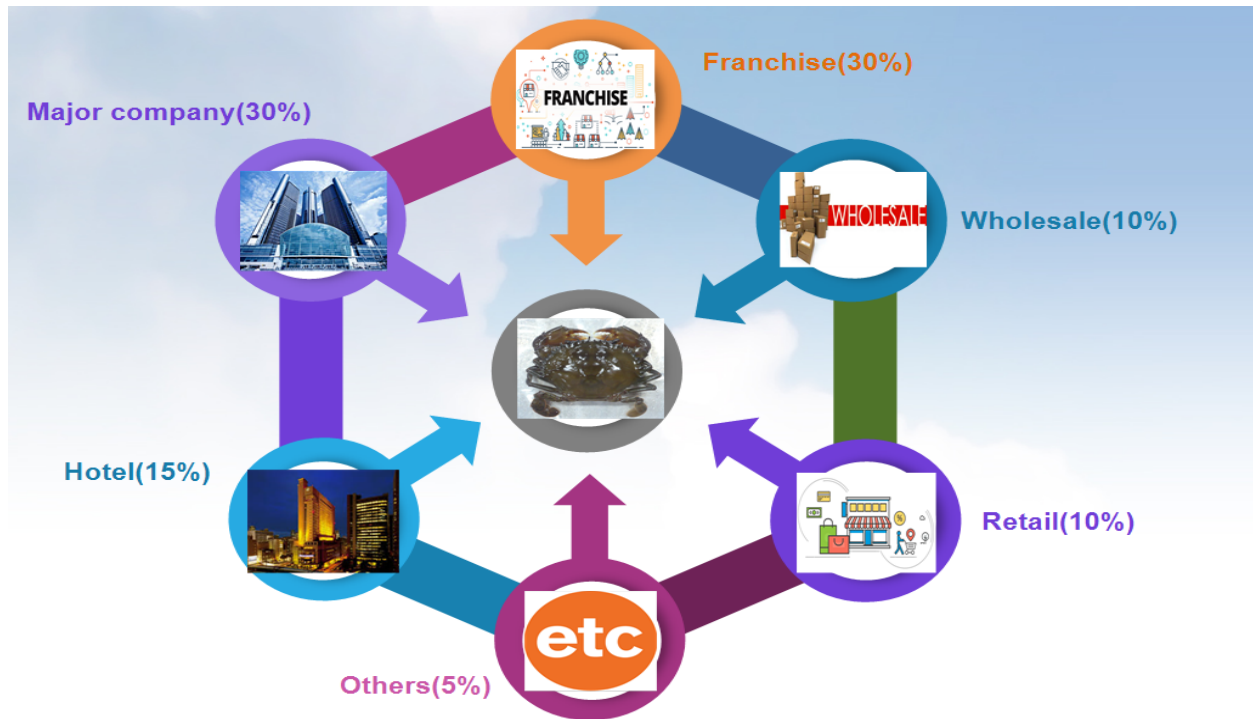 Franchise(30%)
FRANCHISE
Major company(30%)
WHOLESALE
Wholesale(10%)
Hotel(15%)
Retail(10%)
etc
Others(5%)